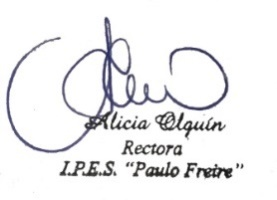 Alicia Olguín
Rectora
I.P.E.S. "Paulo Freire"